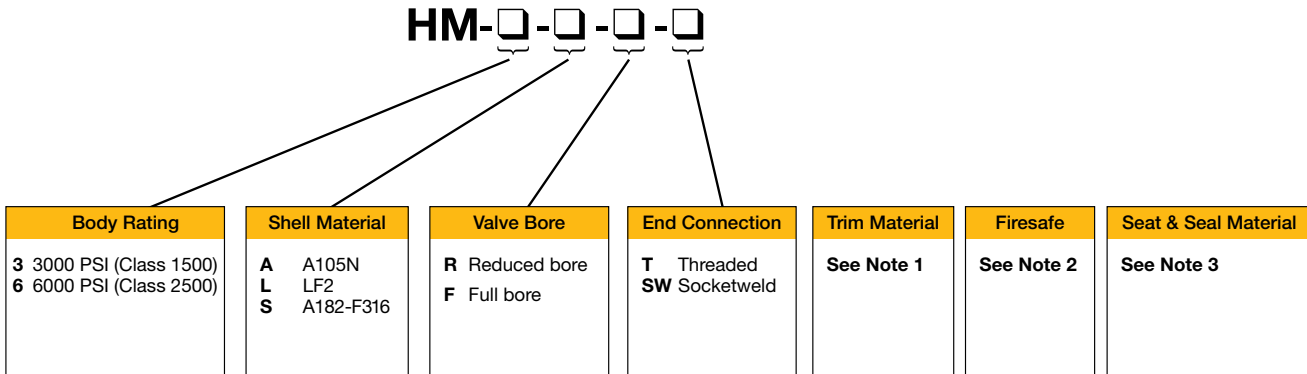 HM-❑-❑-❑-❑
Body Rating
3 3000 PSI (Class 1500)
6 6000 PSI (Class 2500)
Shell Material
A A105N
L LF2
S A182-F316
Valve Bore
R Reduced bore
F Full bore
End Connection
T Threaded
SW Socketweld
Trim Material
See Note 1
Firesafe
See Note 2
Seat & Seal Material
See Note 3